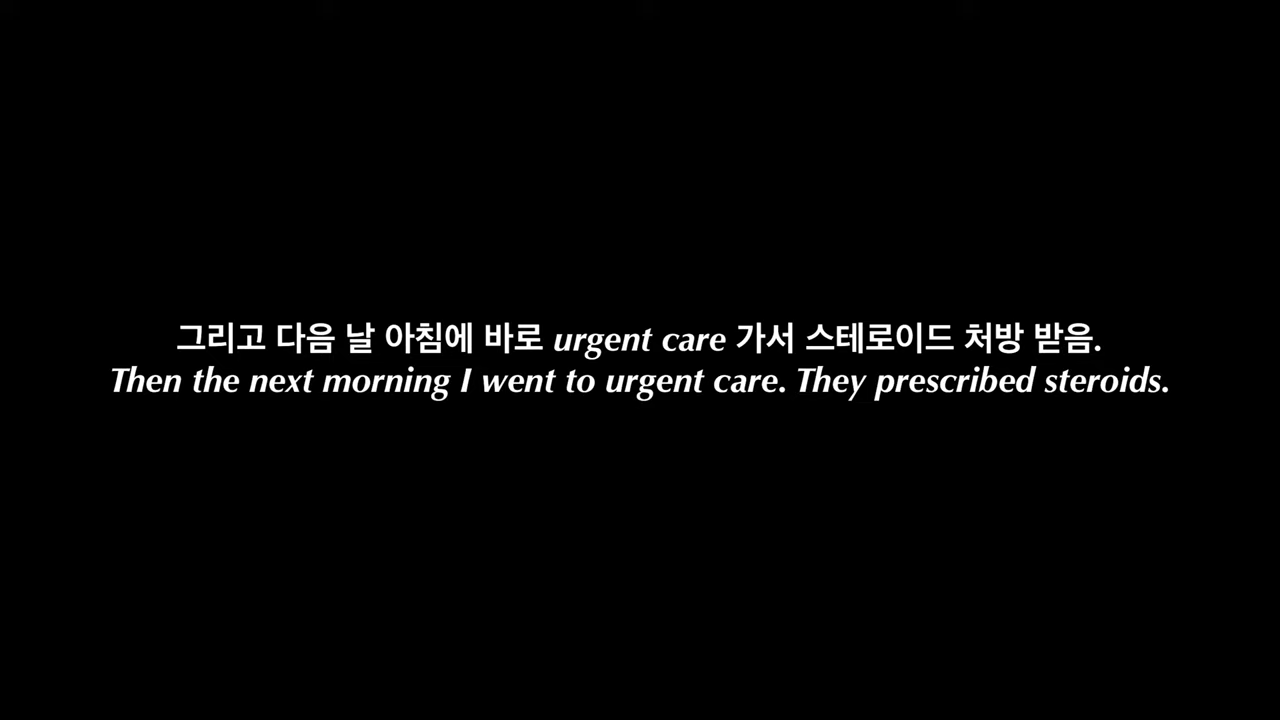 그리고 다음 날 아침에 바로 urgent care 가서 스테로이드 처방 받음.
Then the next morning I went to urgent care. They prescribed steroids.